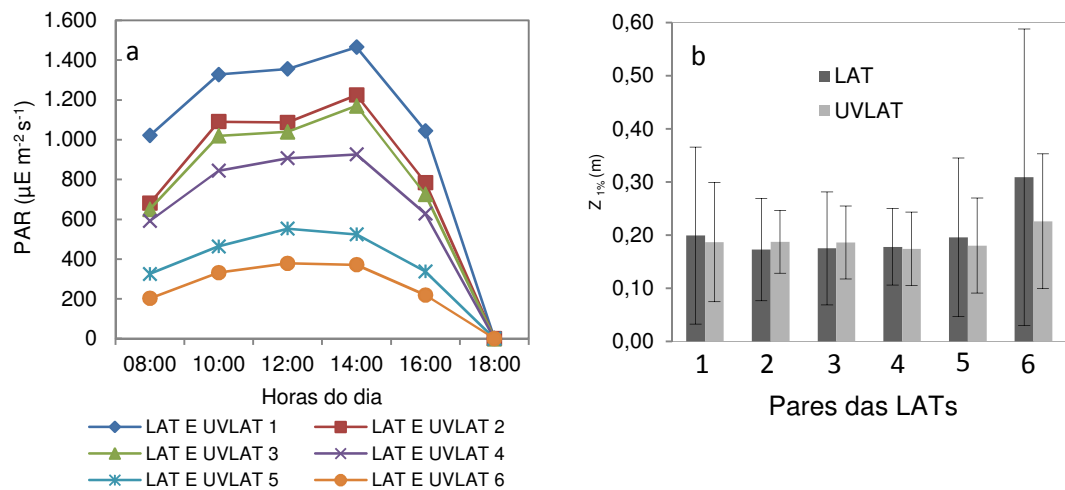 a
1.600
1.400
1.200
1.000
800
600
400
200
0
PAR (µE m⁻² s⁻¹)
08:00 10:00 12:00 14:00 16:00 18:00
Horas do dia
LAT E UVLAT 1 LAT E UVLAT 2
LAT E UVLAT 3 LAT E UVLAT 4
LAT E UVLAT 5 LAT E UVLAT 6
b
0,60
0,50
0,40
0,30
0,20
0,10
0,00
Z 1% (m)
LAT
UVLAT
1 2 3 4 5 6
Pares das LATs